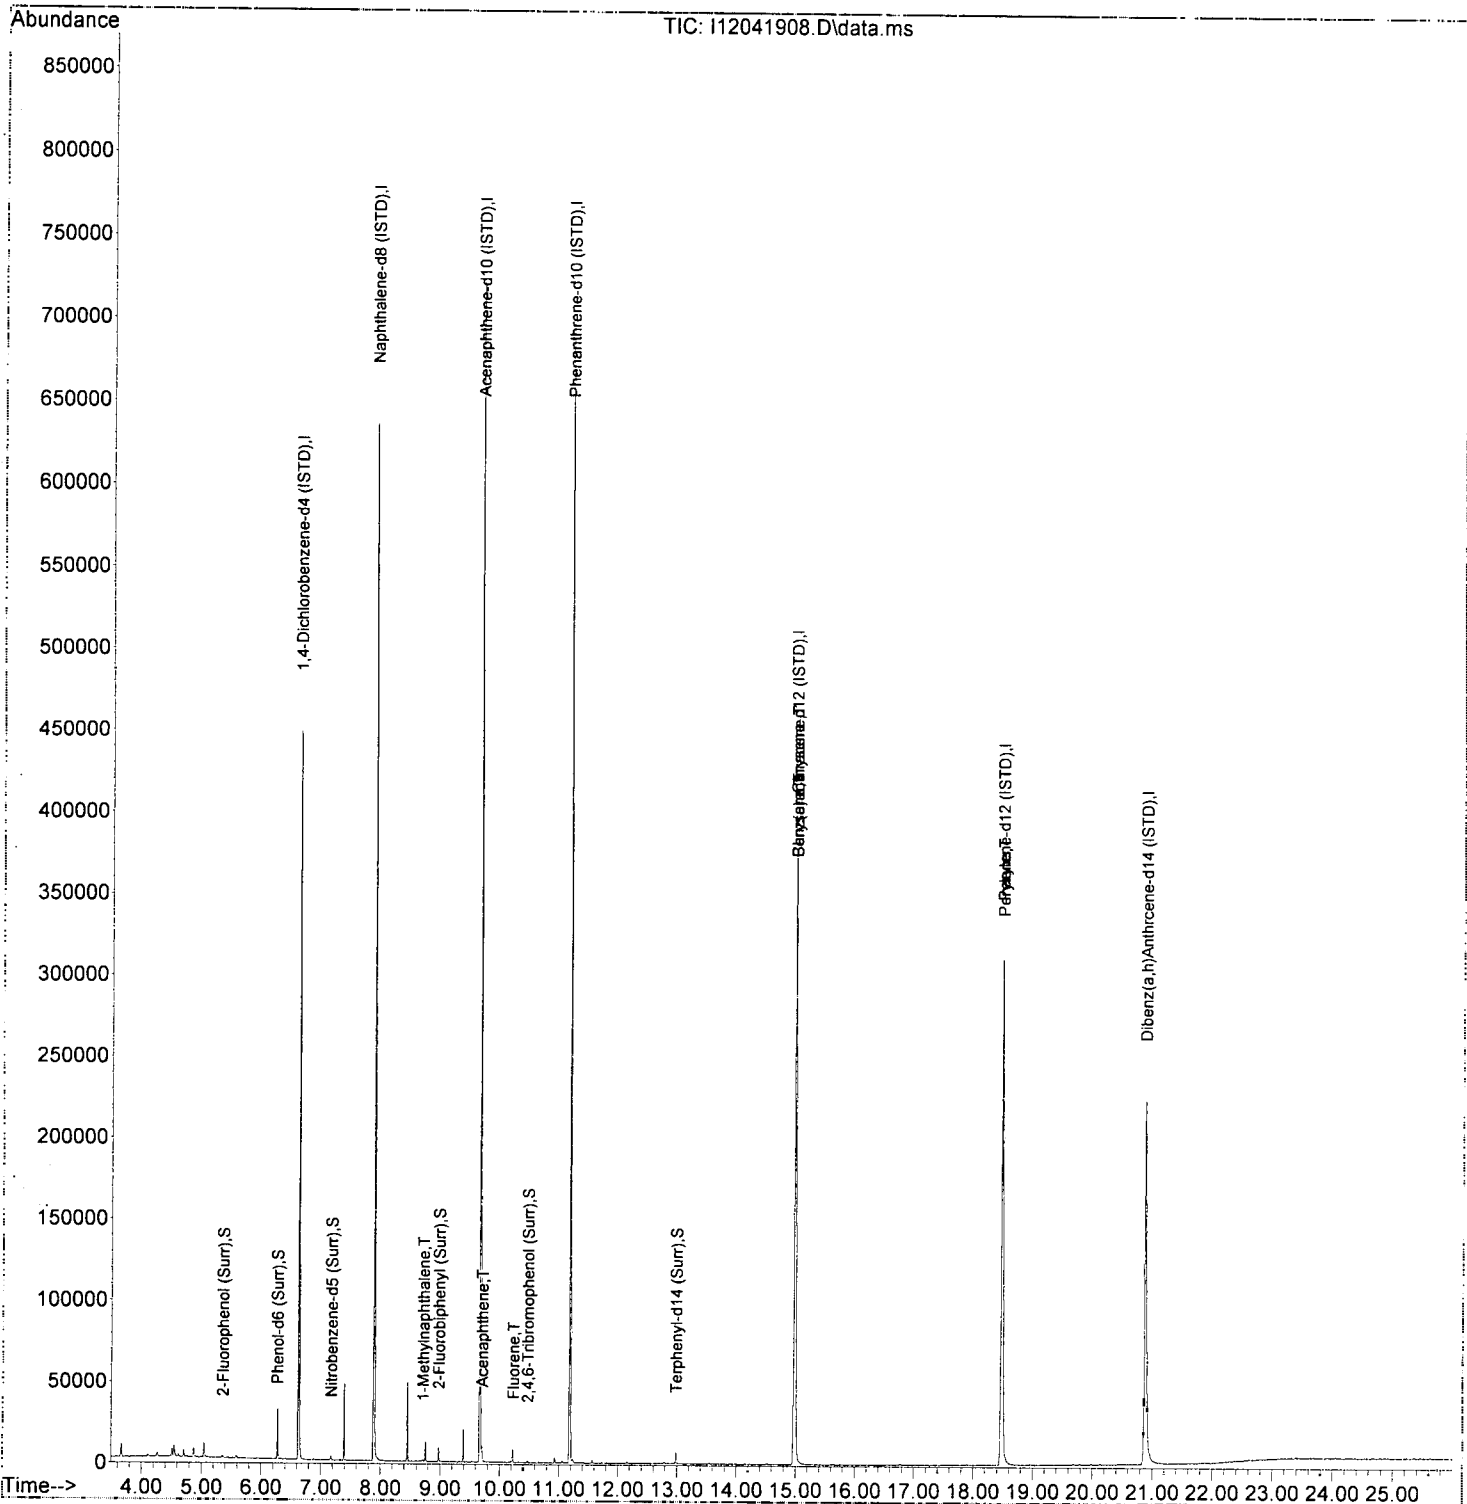 Abundance
TIC: I12041908.D\data.ms
850000
800000
750000
700000
650000
600000
550000
500000
450000
400000
350000
300000
250000
200000
150000
100000
50000
0
2-Fluorophenol (Surr),S
Phenol-d6 (Surr),S
1,4-Dichlorobenzene-d4 (ISTD),I
Nitrobenzene-d5 (Surr),S
Naphthalene-d8 (ISTD),I
1-Methylnaphthalene,T
2-Fluorobiphenyl (Surr),S
Acenaphthene-d10 (ISTD),I
Acenaphthene,T
Fluorene,T
2,4,6-Tribromophenol (Surr),S
Phenanthrene-d10 (ISTD),I
Terphenyl-d14 (Surr),S
d12 (ISTD),I
Perylene-d12 (ISTD),I
Dibenz(a,h)Anthrcene-d14 (ISTD),I
Time-->
4.00 5.00 6.00 7.00 8.00 9.00 10.00 11.00 12.00 13.00 14.00 15.00 16.00 17.00 18.00 19.00 20.00 21.00 22.00 23.00 24.00 25.00